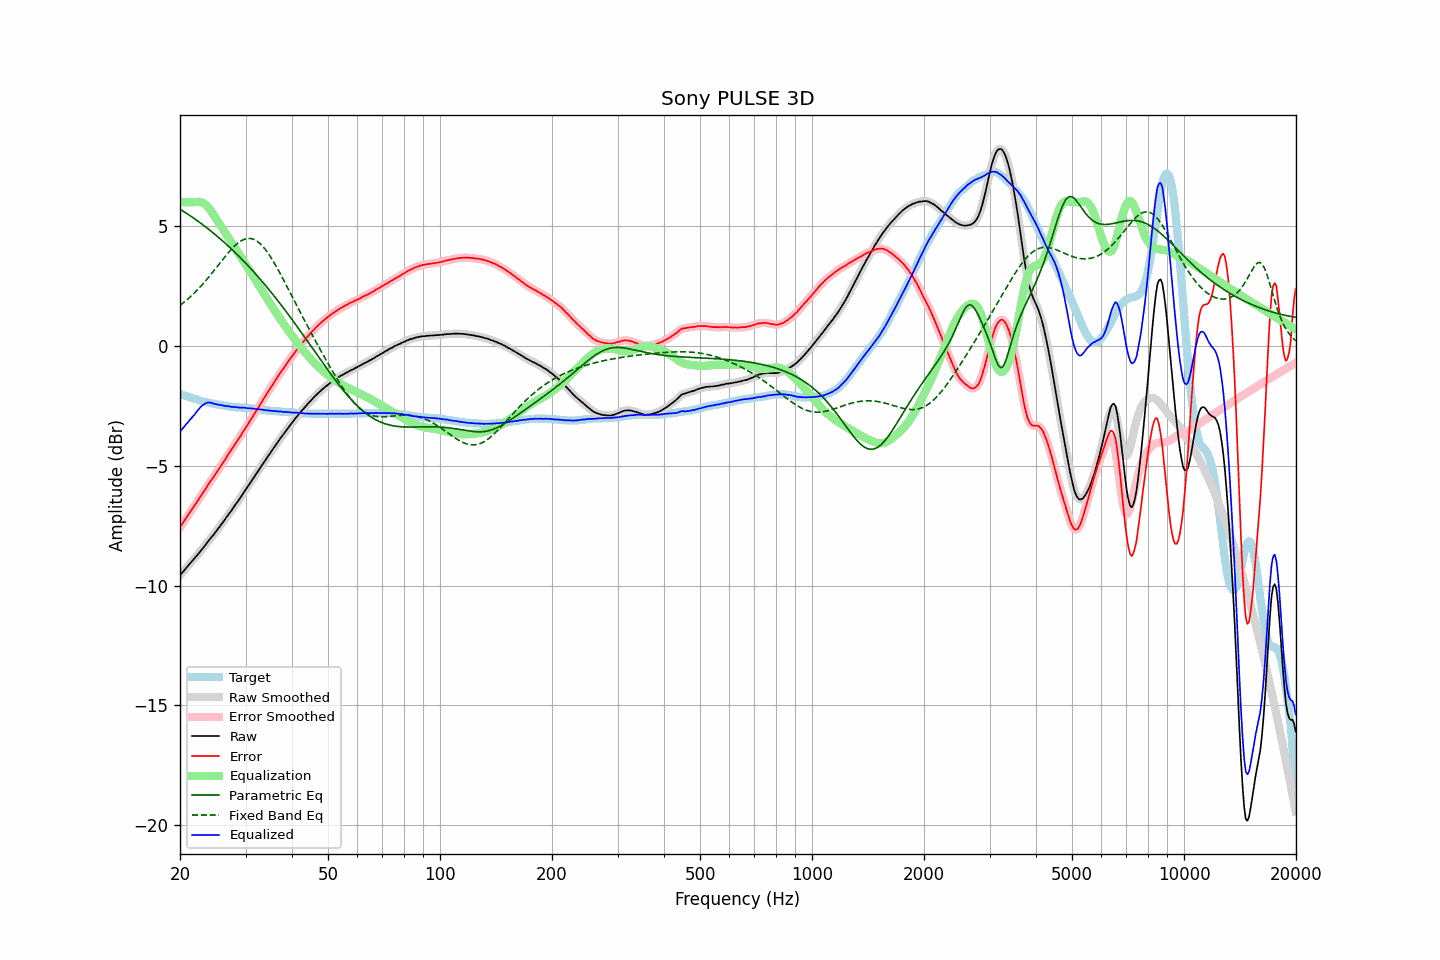 Sony PULSE 3D
Amplitude (dBr)
5
0
−5
−10
−15
−20
Target
Raw Smoothed
Error Smoothed
Raw
Error
Equalization
Parametric Eq
Fixed Band Eq
Equalized
20 50 100 200 500 1000 2000 5000 10000 20000
Frequency (Hz)